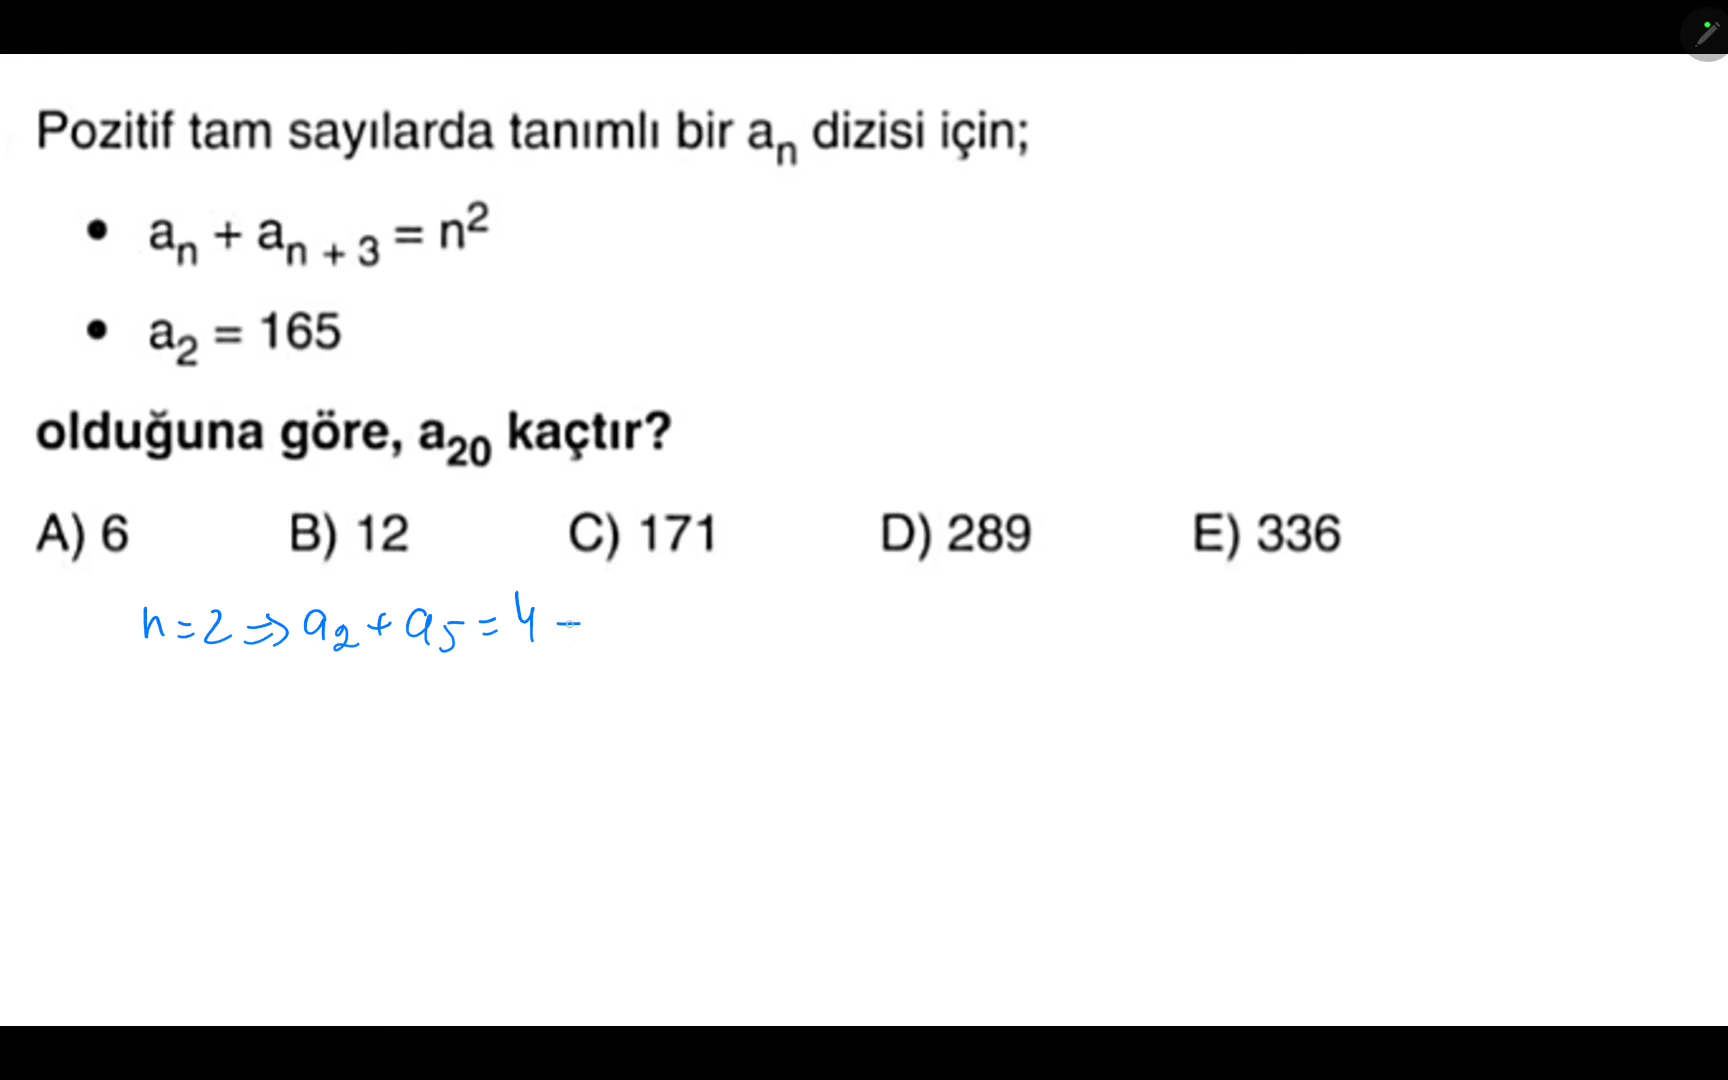 Pozitif tam sayılarda tanımlı bir aₙ dizisi için;
• aₙ + aₙ ₊ ₃ = n²
• a₂ = 165
olduğuna göre, a₂₀ kaçtır?
A) 6 B) 12 C) 171 D) 289 E) 336
n=2 ⇒ a₂ + a₅ = 4 -